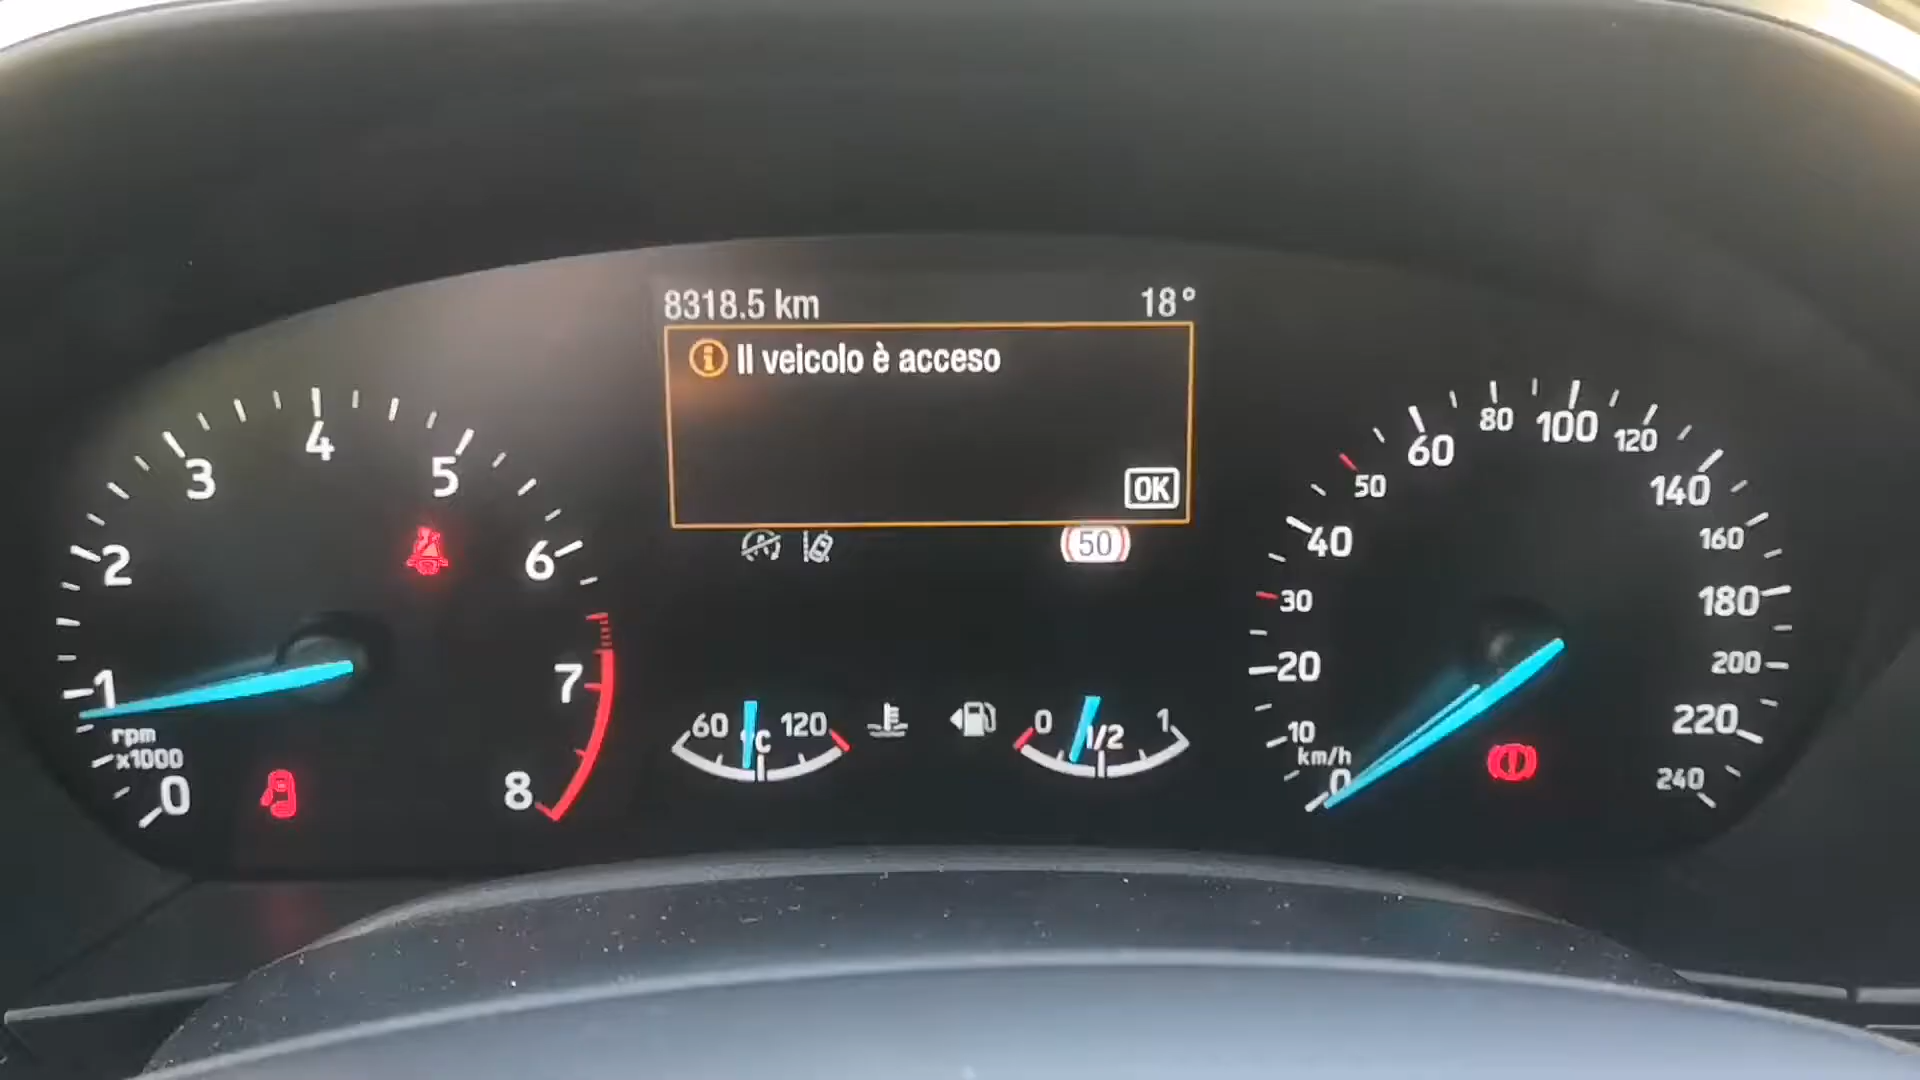 8318.5 km 18°
Il veicolo è acceso
OK
50
0 1 2 3 4 5 6 7 8
rpm
x1000
60 120
°C
0 1/2 1
0 10 20 30 40 50 60 80 100 120 140 160 180 200 220 240
km/h